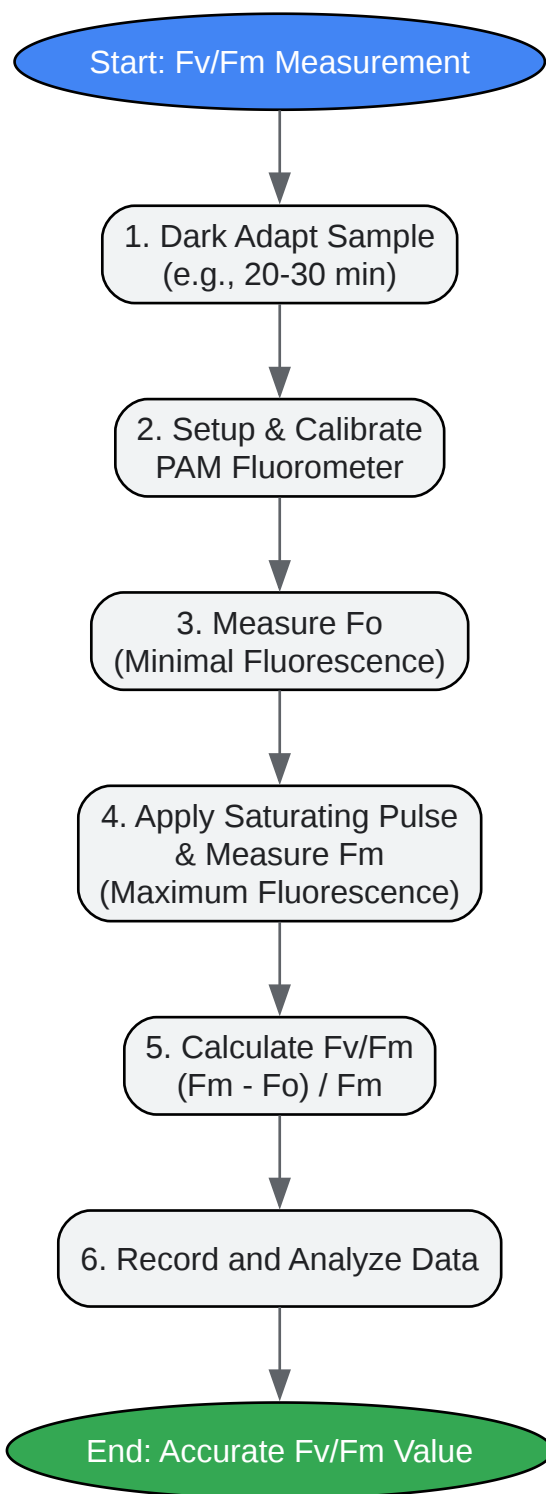 Start: Fv/Fm Measurement
1. Dark Adapt Sample
(e.g., 20-30 min)
2. Setup & Calibrate
PAM Fluorometer
3. Measure Fo
(Minimal Fluorescence)
4. Apply Saturating Pulse
& Measure Fm
(Maximum Fluorescence)
5. Calculate Fv/Fm
(Fm - Fo) / Fm
6. Record and Analyze Data
End: Accurate Fv/Fm Value